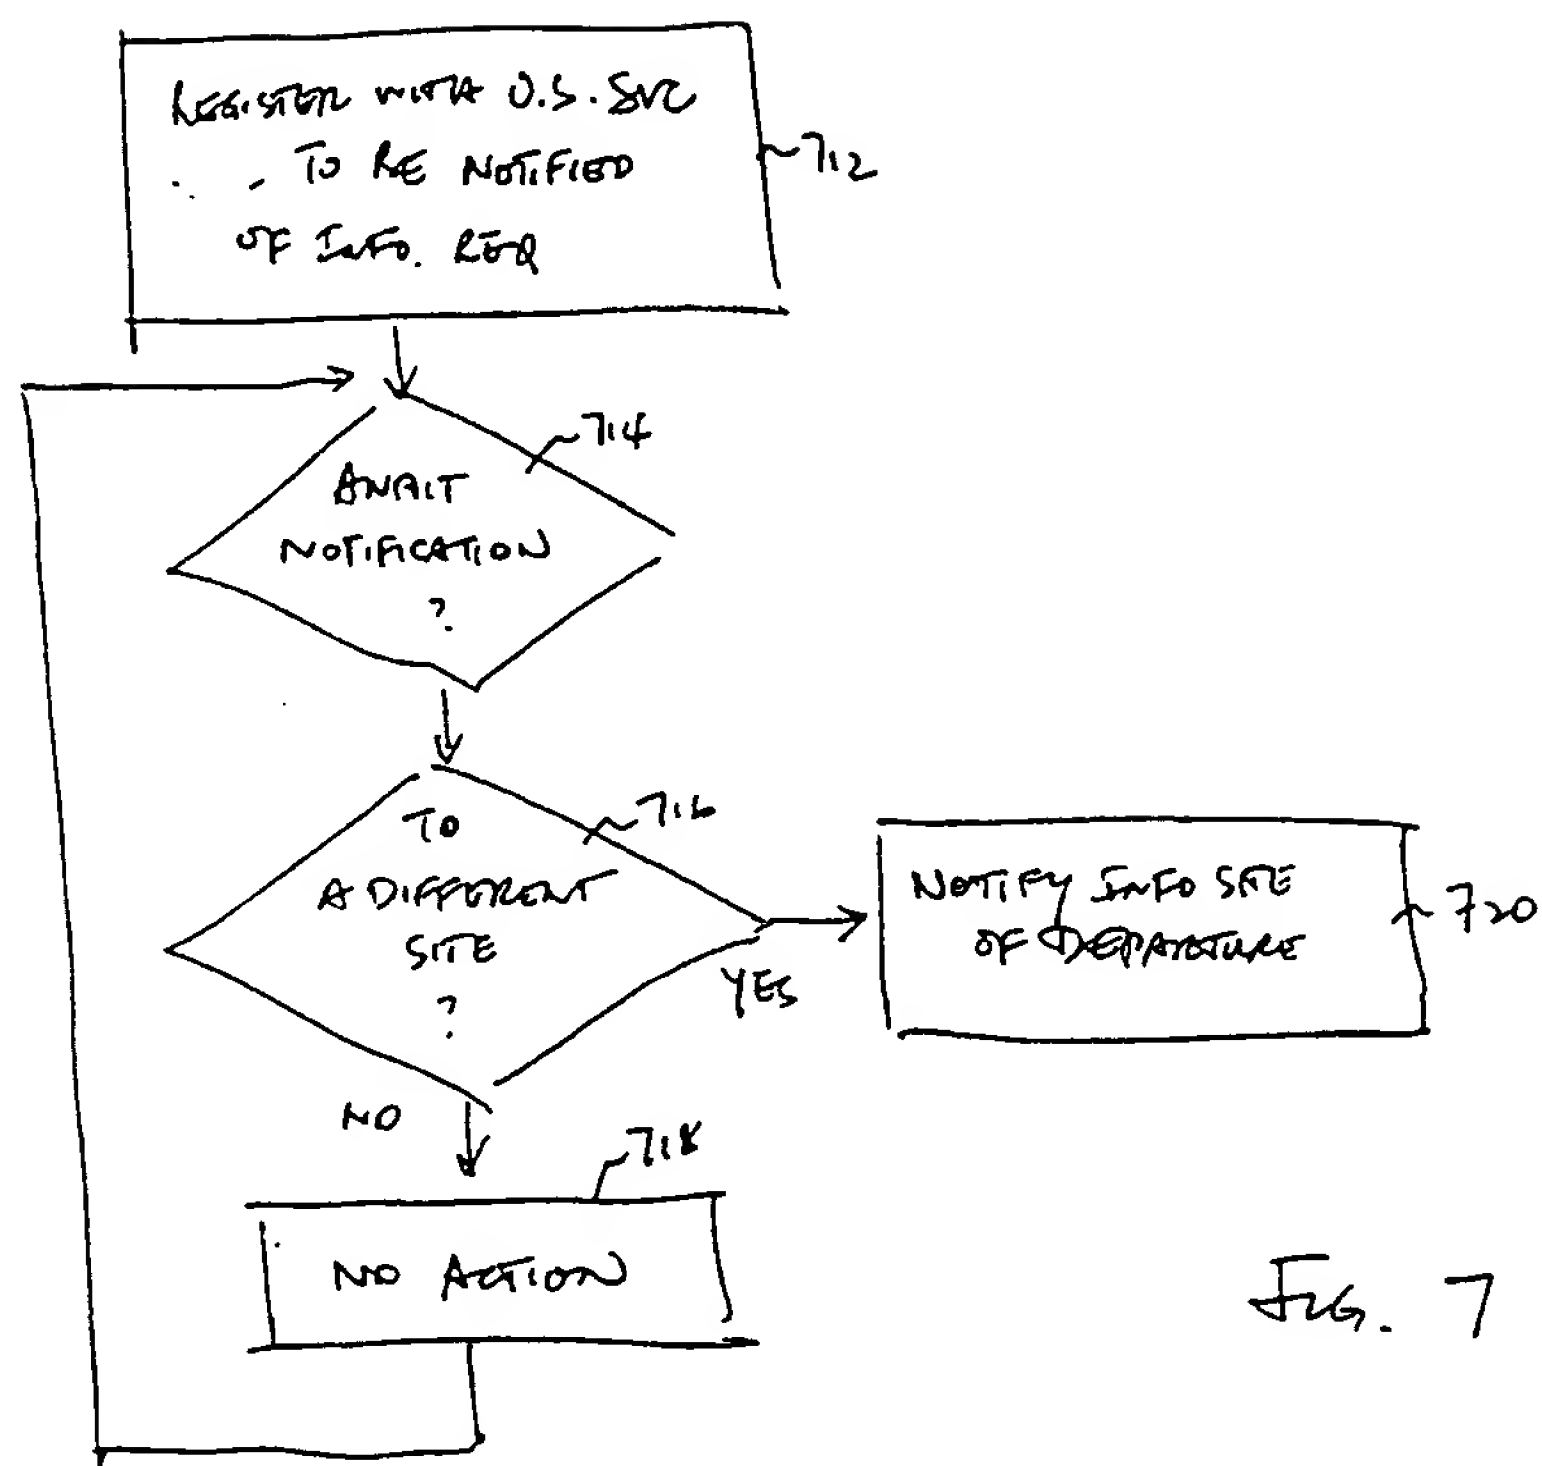 REGISTER WITH O.S. SVC
TO BE NOTIFIED
OF INFO. REQ
712
714
AWAIT
NOTIFICATION
?
716
TO
A DIFFERENT
SITE
?
YES
NOTIFY INFO SITE
OF DEPARTURE
720
NO
718
NO ACTION
FIG. 7